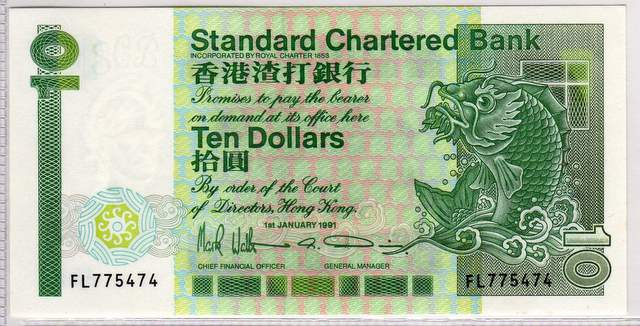 10
Standard Chartered Bank
INCORPORATED BY ROYAL CHARTER 1853
香港渣打銀行
Promises to pay the bearer
on demand at its office here
Ten Dollars
拾圓
By order of the Court
of Directors, Hong Kong.
1st JANUARY 1991
CHIEF FINANCIAL OFFICER GENERAL MANAGER
FL775474 FL775474
10